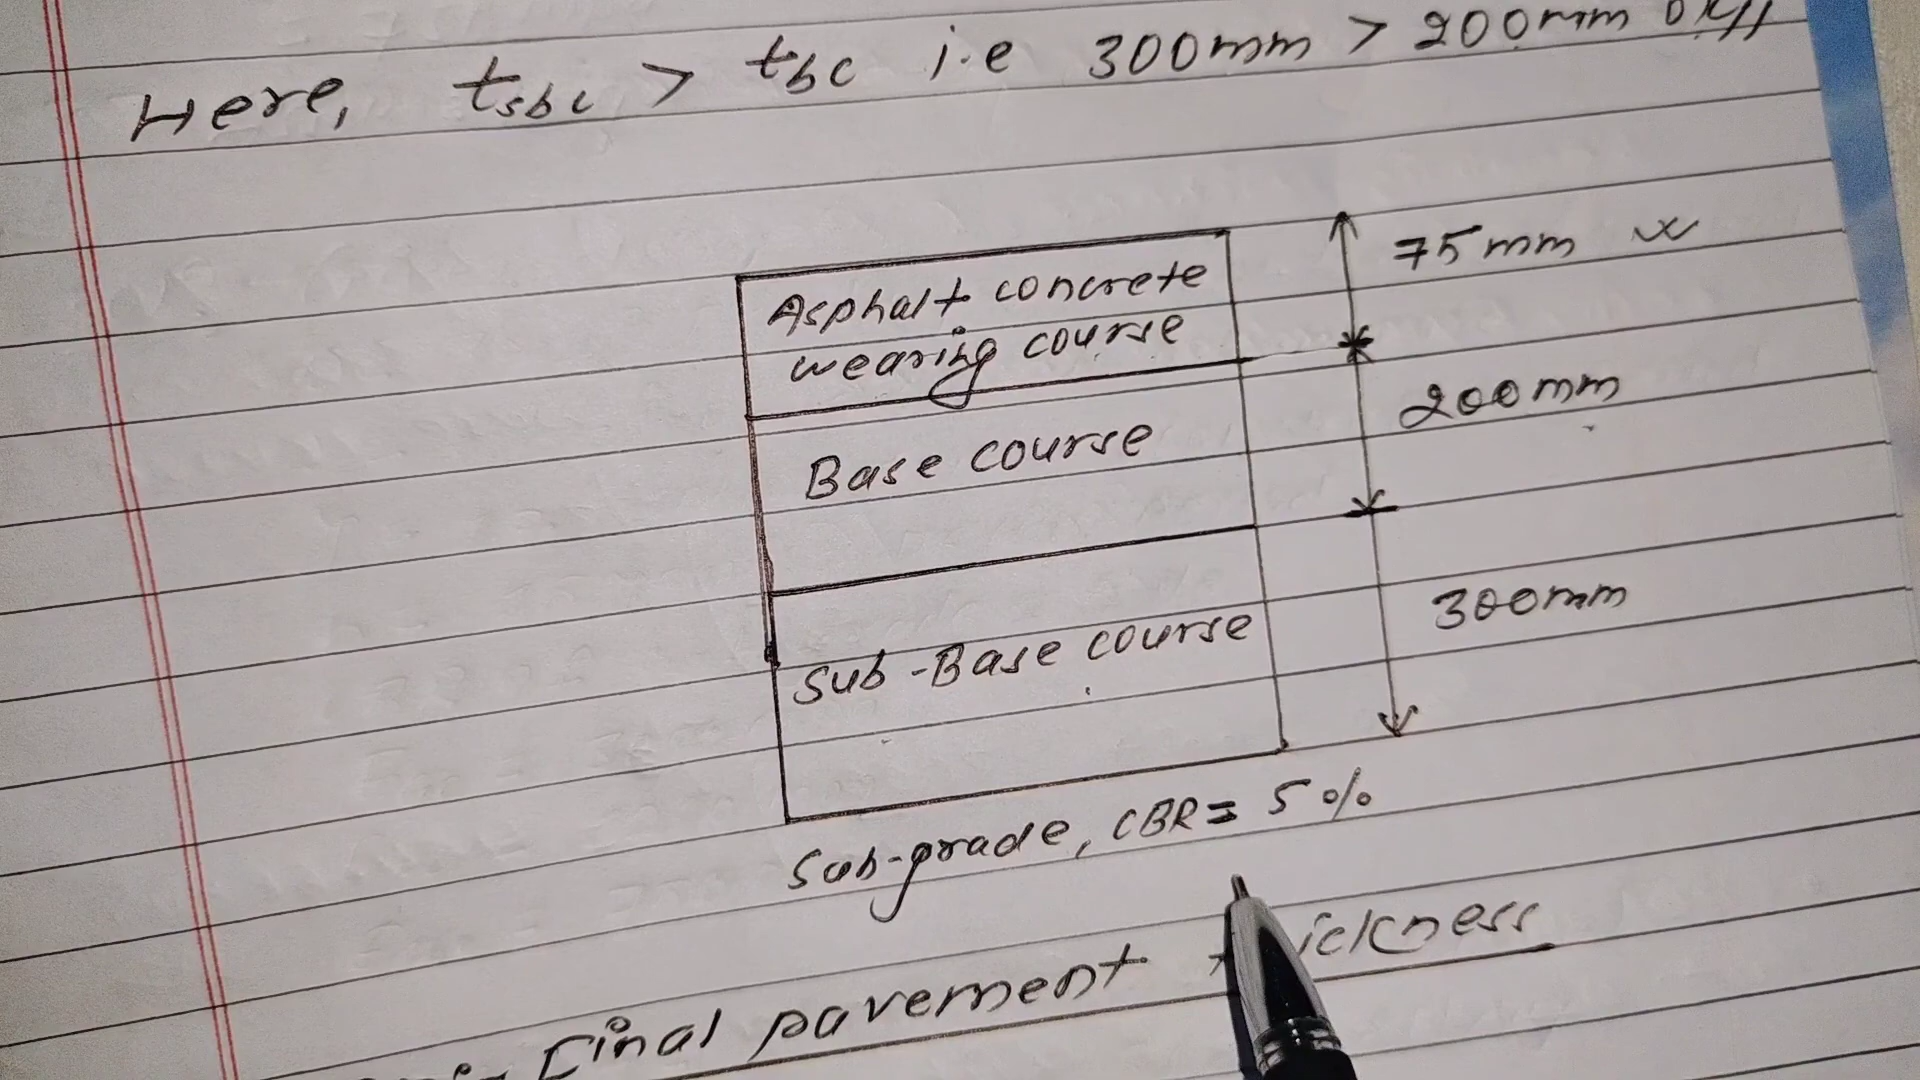 Here, tsbc > tbc i.e 300mm > 200mm
Asphalt concrete
wearing course
75mm
Base course
200mm
Sub-Base course
300mm
Sub-grade, CBR = 5%
Final pavement